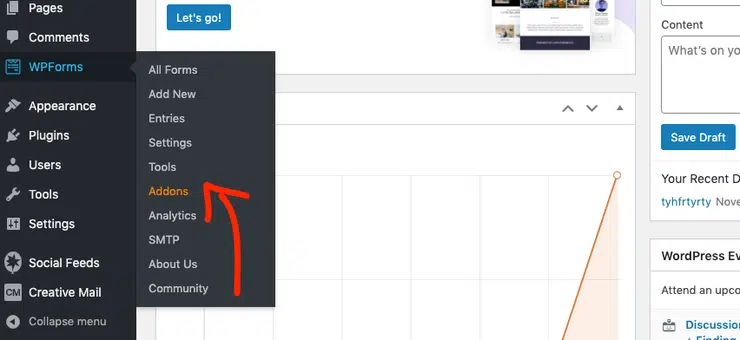 Pages
Comments
WPForms
Appearance
Plugins
Users
Tools
Settings
Social Feeds
CM Creative Mail
Collapse menu
All Forms
Add New
Entries
Settings
Tools
Addons
Analytics
SMTP
About Us
Community
Let's go!
Content
What's on yo
Save Draft
Your Recent D
tyhfrtyrty Nove
WordPress Ev
Attend an upco
Discussion
+ Finding